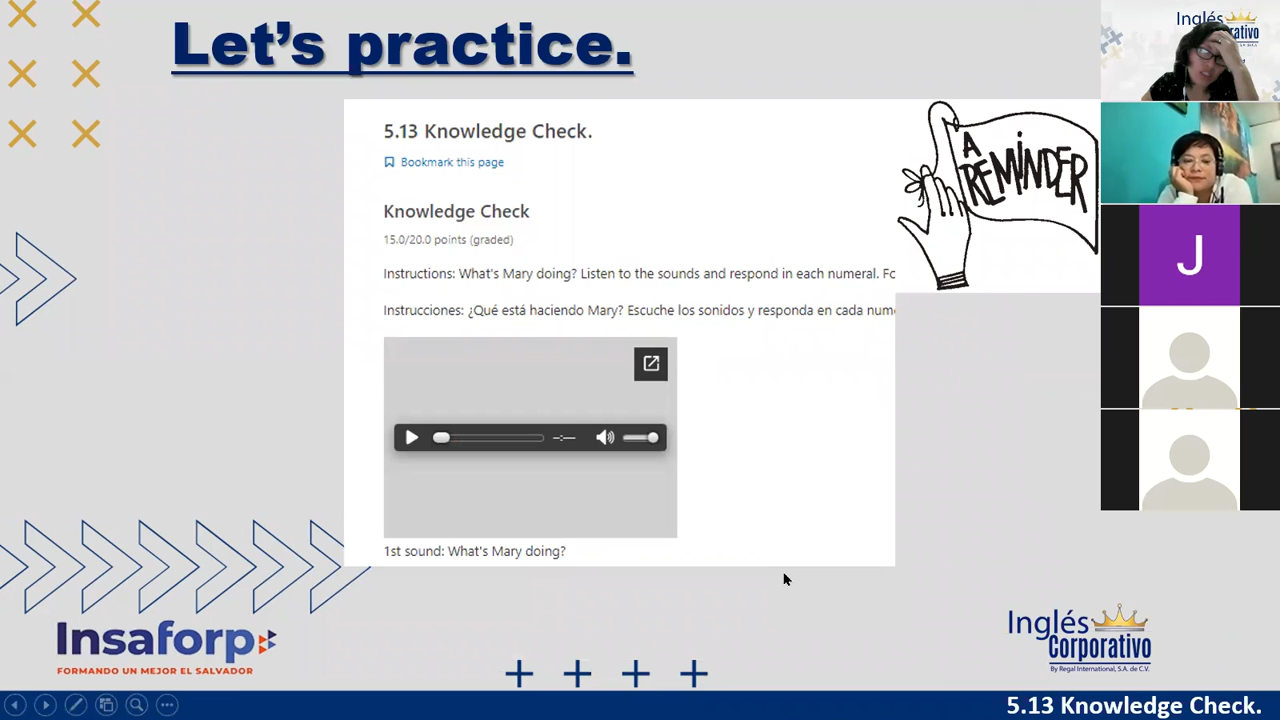 Let's practice.
5.13 Knowledge Check.
Bookmark this page
Knowledge Check
15.0/20.0 points (graded)
Instructions: What's Mary doing? Listen to the sounds and respond in each numeral. Fo
Instrucciones: ¿Qué está haciendo Mary? Escuche los sonidos y responda en cada num
-:--
1st sound: What's Mary doing?
A
REMINDER
Inglés
J
Insaforp
FORMANDO UN MEJOR EL SALVADOR
Inglés
Corporativo
By Regal International, S.A. de C.V.
5.13 Knowledge Check.